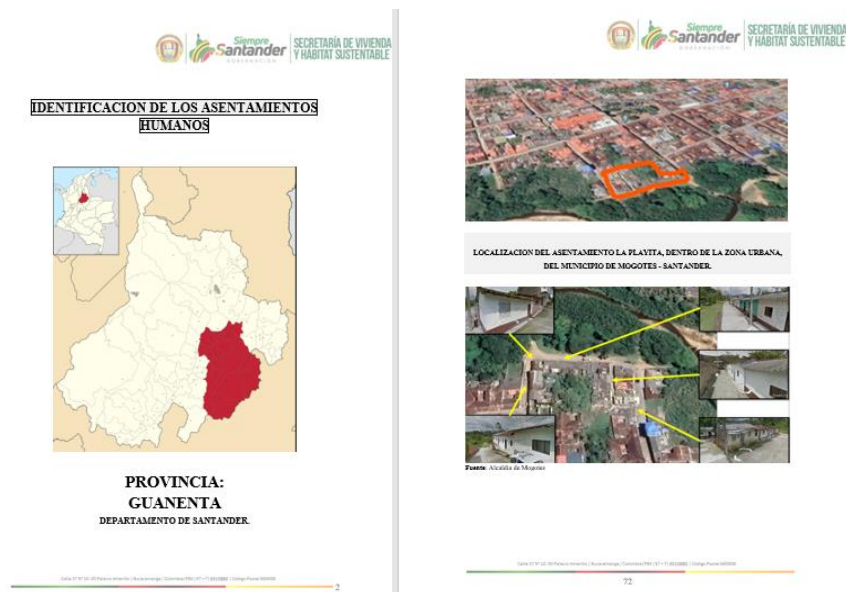 Siempre
Santander
GOBERNACIÓN
SECRETARÍA DE VIVIENDA
Y HÁBITAT SUSTENTABLE
IDENTIFICACION DE LOS ASENTAMIENTOS
HUMANOS
PROVINCIA:
GUANENTA
DEPARTAMENTO DE SANTANDER.
2
Siempre
Santander
GOBERNACIÓN
SECRETARÍA DE VIVIENDA
Y HÁBITAT SUSTENTABLE
LOCALIZACION DEL ASENTAMIENTO LA PLAYITA, DENTRO DE LA ZONA URBANA,
DEL MUNICIPIO DE MOGOTES - SANTANDER.
Fuente: Alcaldía de Mogotes
72